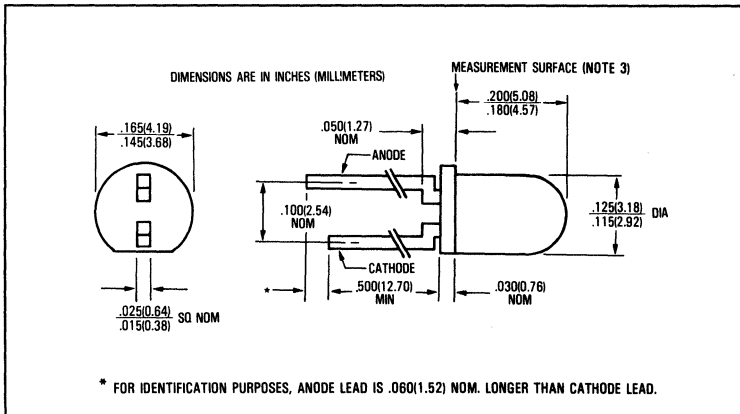 DIMENSIONS ARE IN INCHES (MILLIMETERS)
MEASUREMENT SURFACE (NOTE 3)
.200(5.08)
.180(4.57)
.165(4.19)
.145(3.68)
.050(1.27)
NOM
ANODE
.100(2.54)
NOM
.125(3.18)
.115(2.92)
DIA
CATHODE
*
.500(12.70)
MIN
.030(0.76)
NOM
.025(0.64)
.015(0.38)
SQ NOM
* FOR IDENTIFICATION PURPOSES, ANODE LEAD IS .060(1.52) NOM. LONGER THAN CATHODE LEAD.